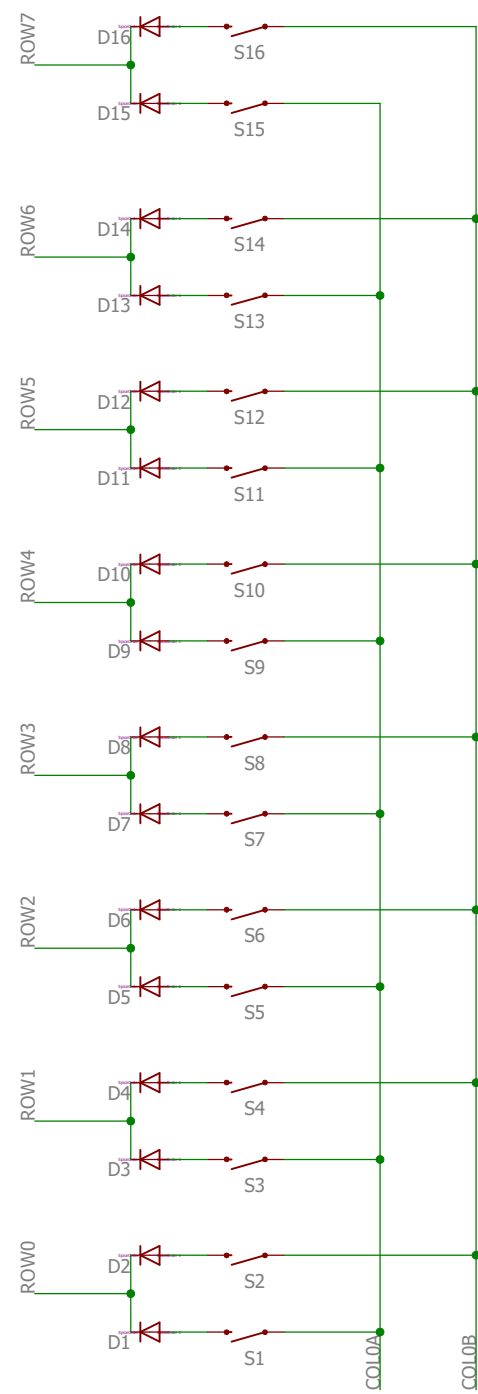 ROW7
D16
S16
D15
S15
ROW6
D14
S14
D13
S13
ROW5
D12
S12
D11
S11
ROW4
D10
S10
D9
S9
ROW3
D8
S8
D7
S7
ROW2
D6
S6
D5
S5
ROW1
D4
S4
D3
S3
ROW0
D2
S2
D1
S1
COL0A
COL0B